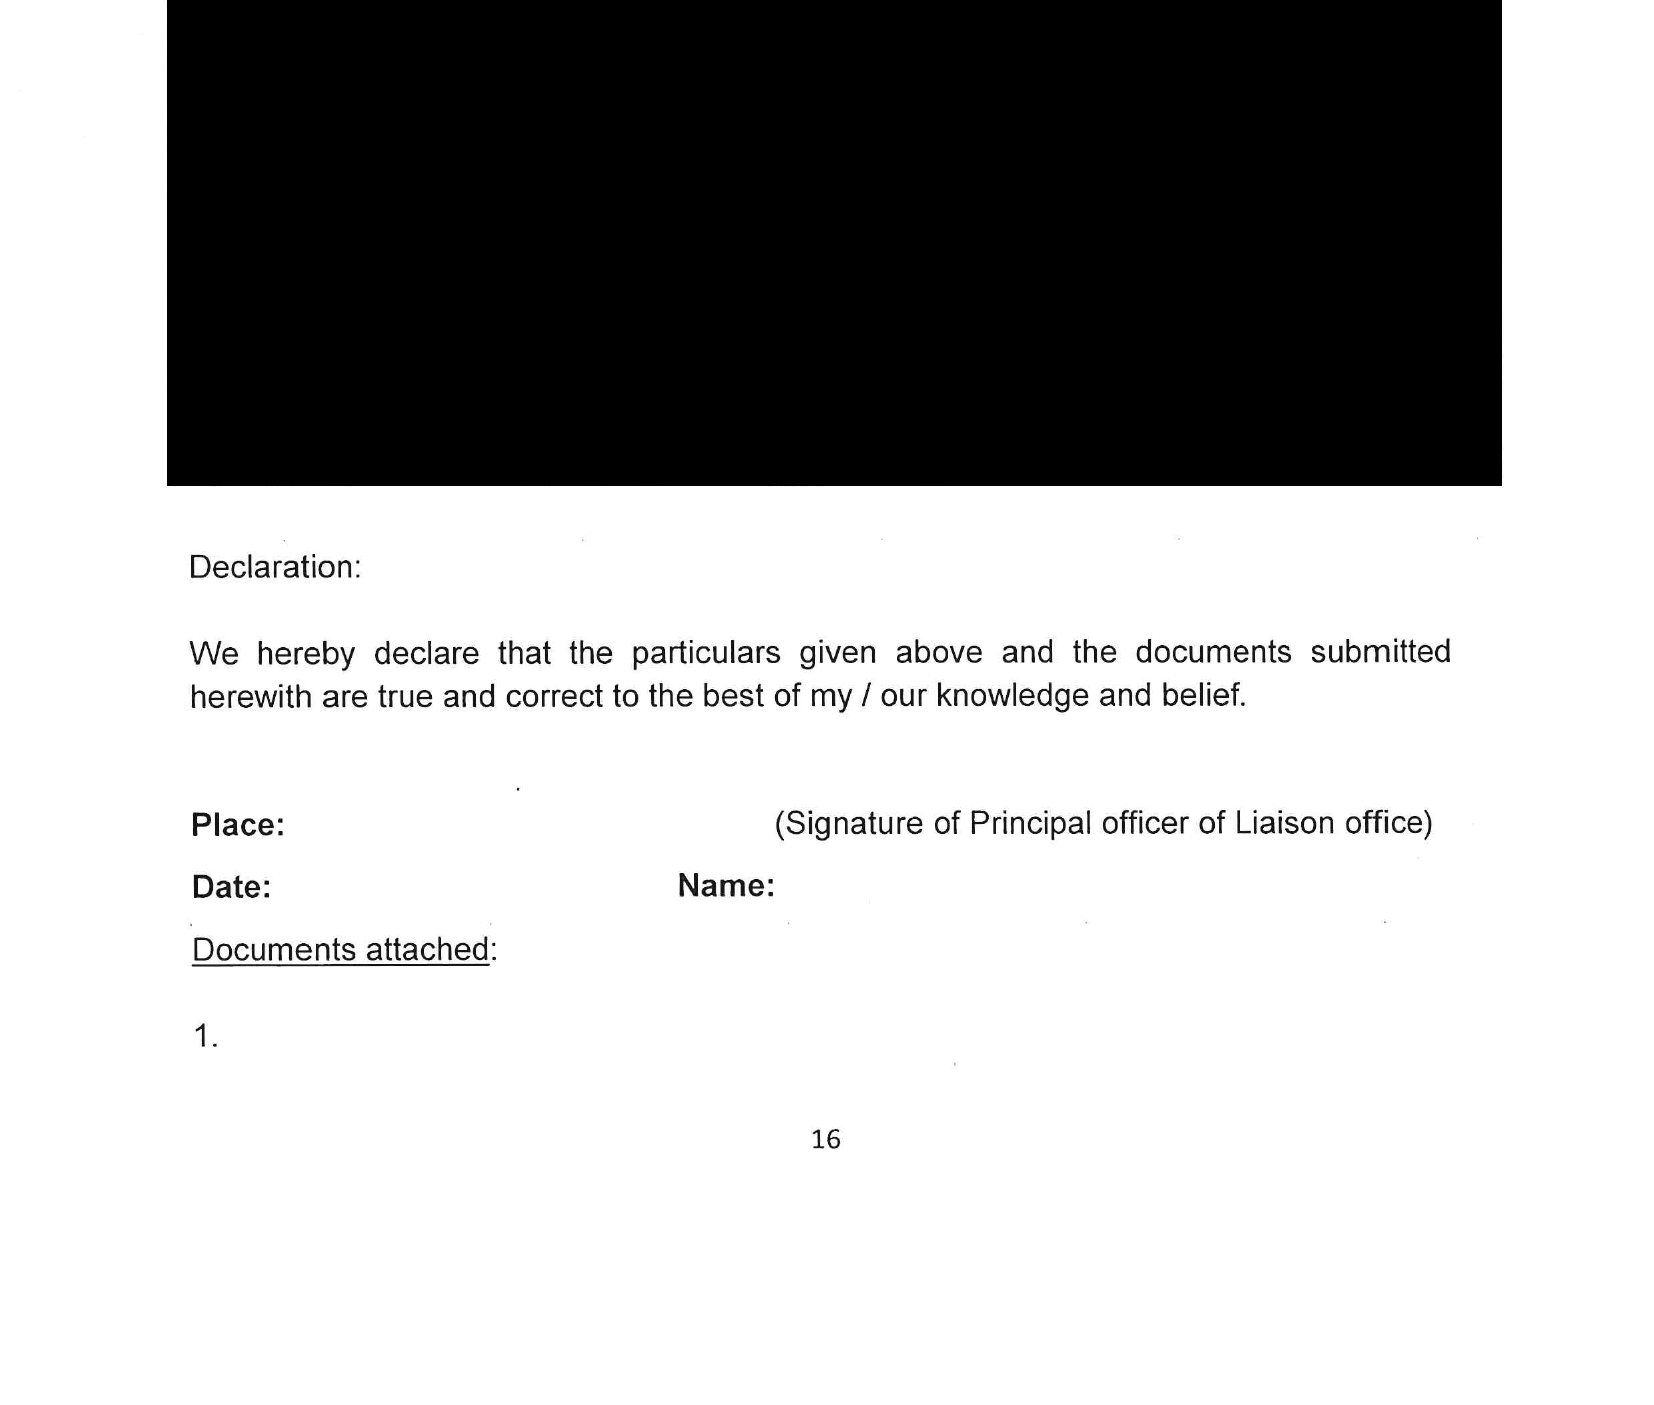 Declaration:
We hereby declare that the particulars given above and the documents submitted
herewith are true and correct to the best of my / our knowledge and belief.
Place:
(Signature of Principal officer of Liaison office)
Date:
Name:
Documents attached:
1.
16